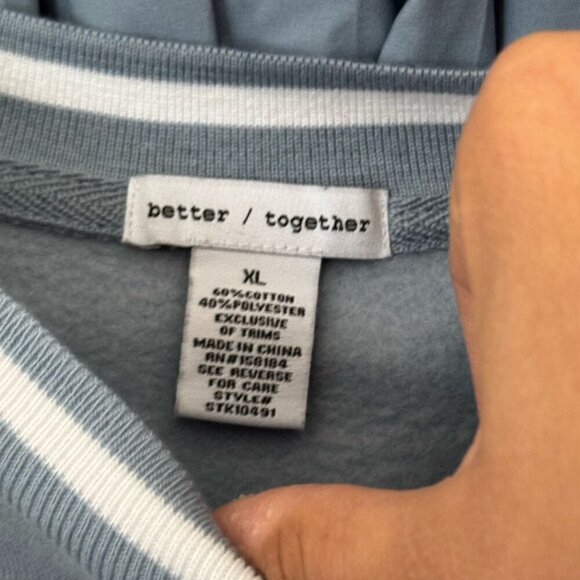 better / together
XL
60%COTTON
40%POLYESTER
EXCLUSIVE
OF TRIMS
MADE IN CHINA
RN#158184
SEE REVERSE
FOR CARE
STYLE#
STK10491